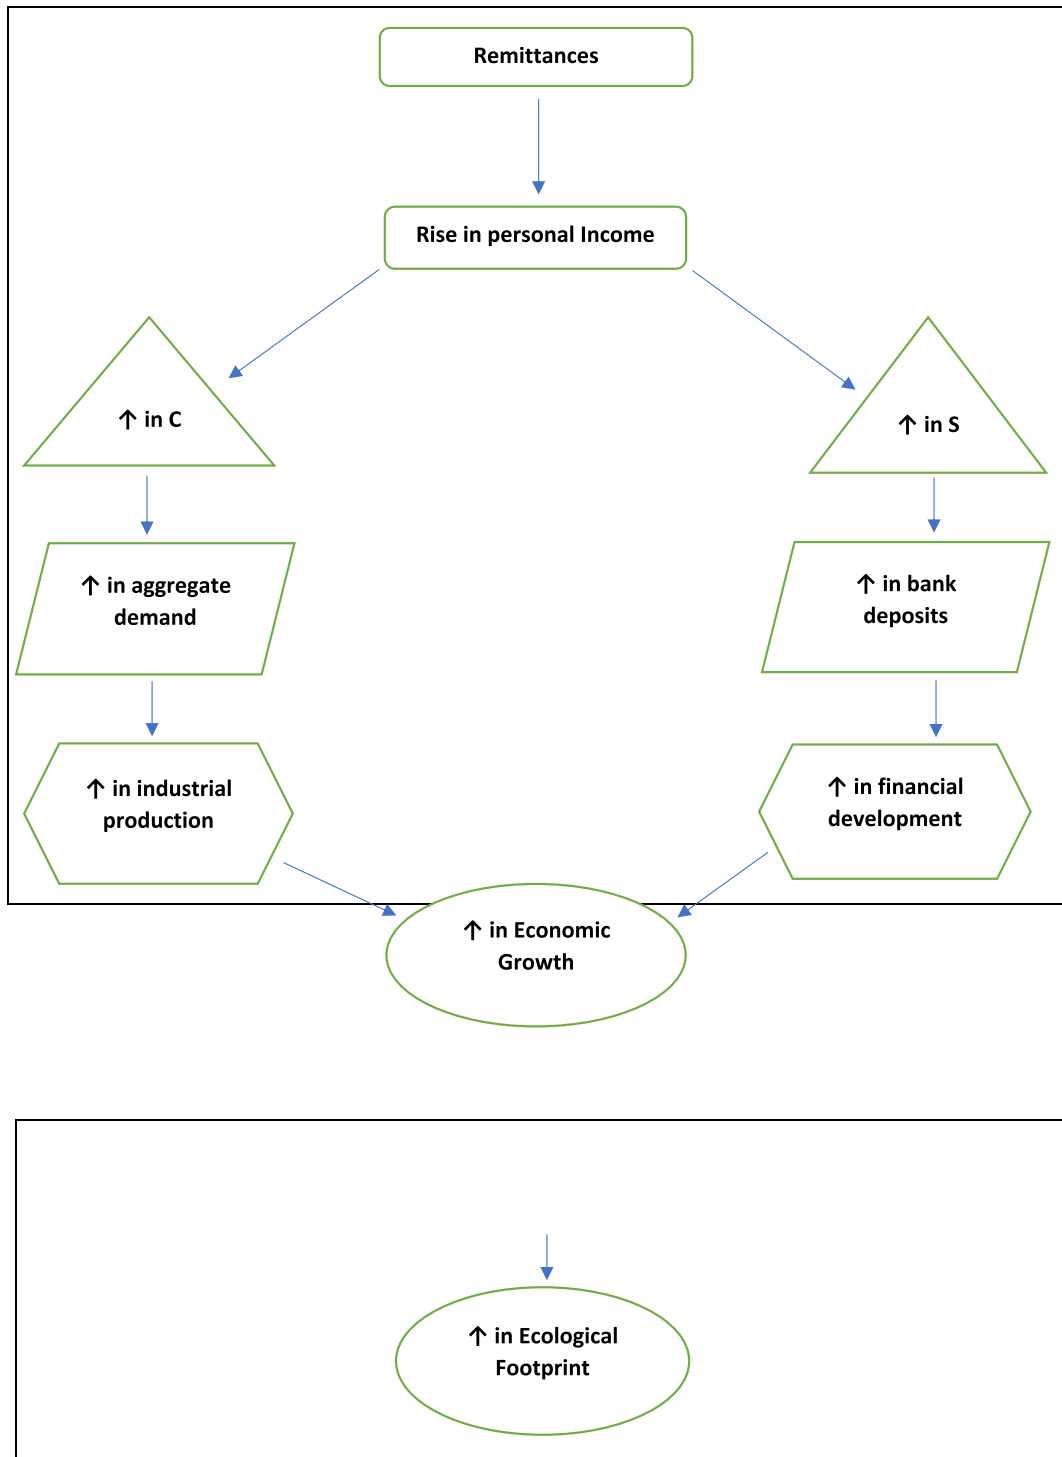 Remittances
Rise in personal Income
↑ in C
↑ in S
↑ in aggregate
demand
↑ in bank
deposits
↑ in industrial
production
↑ in financial
development
↑ in Economic
Growth
↑ in Ecological
Footprint